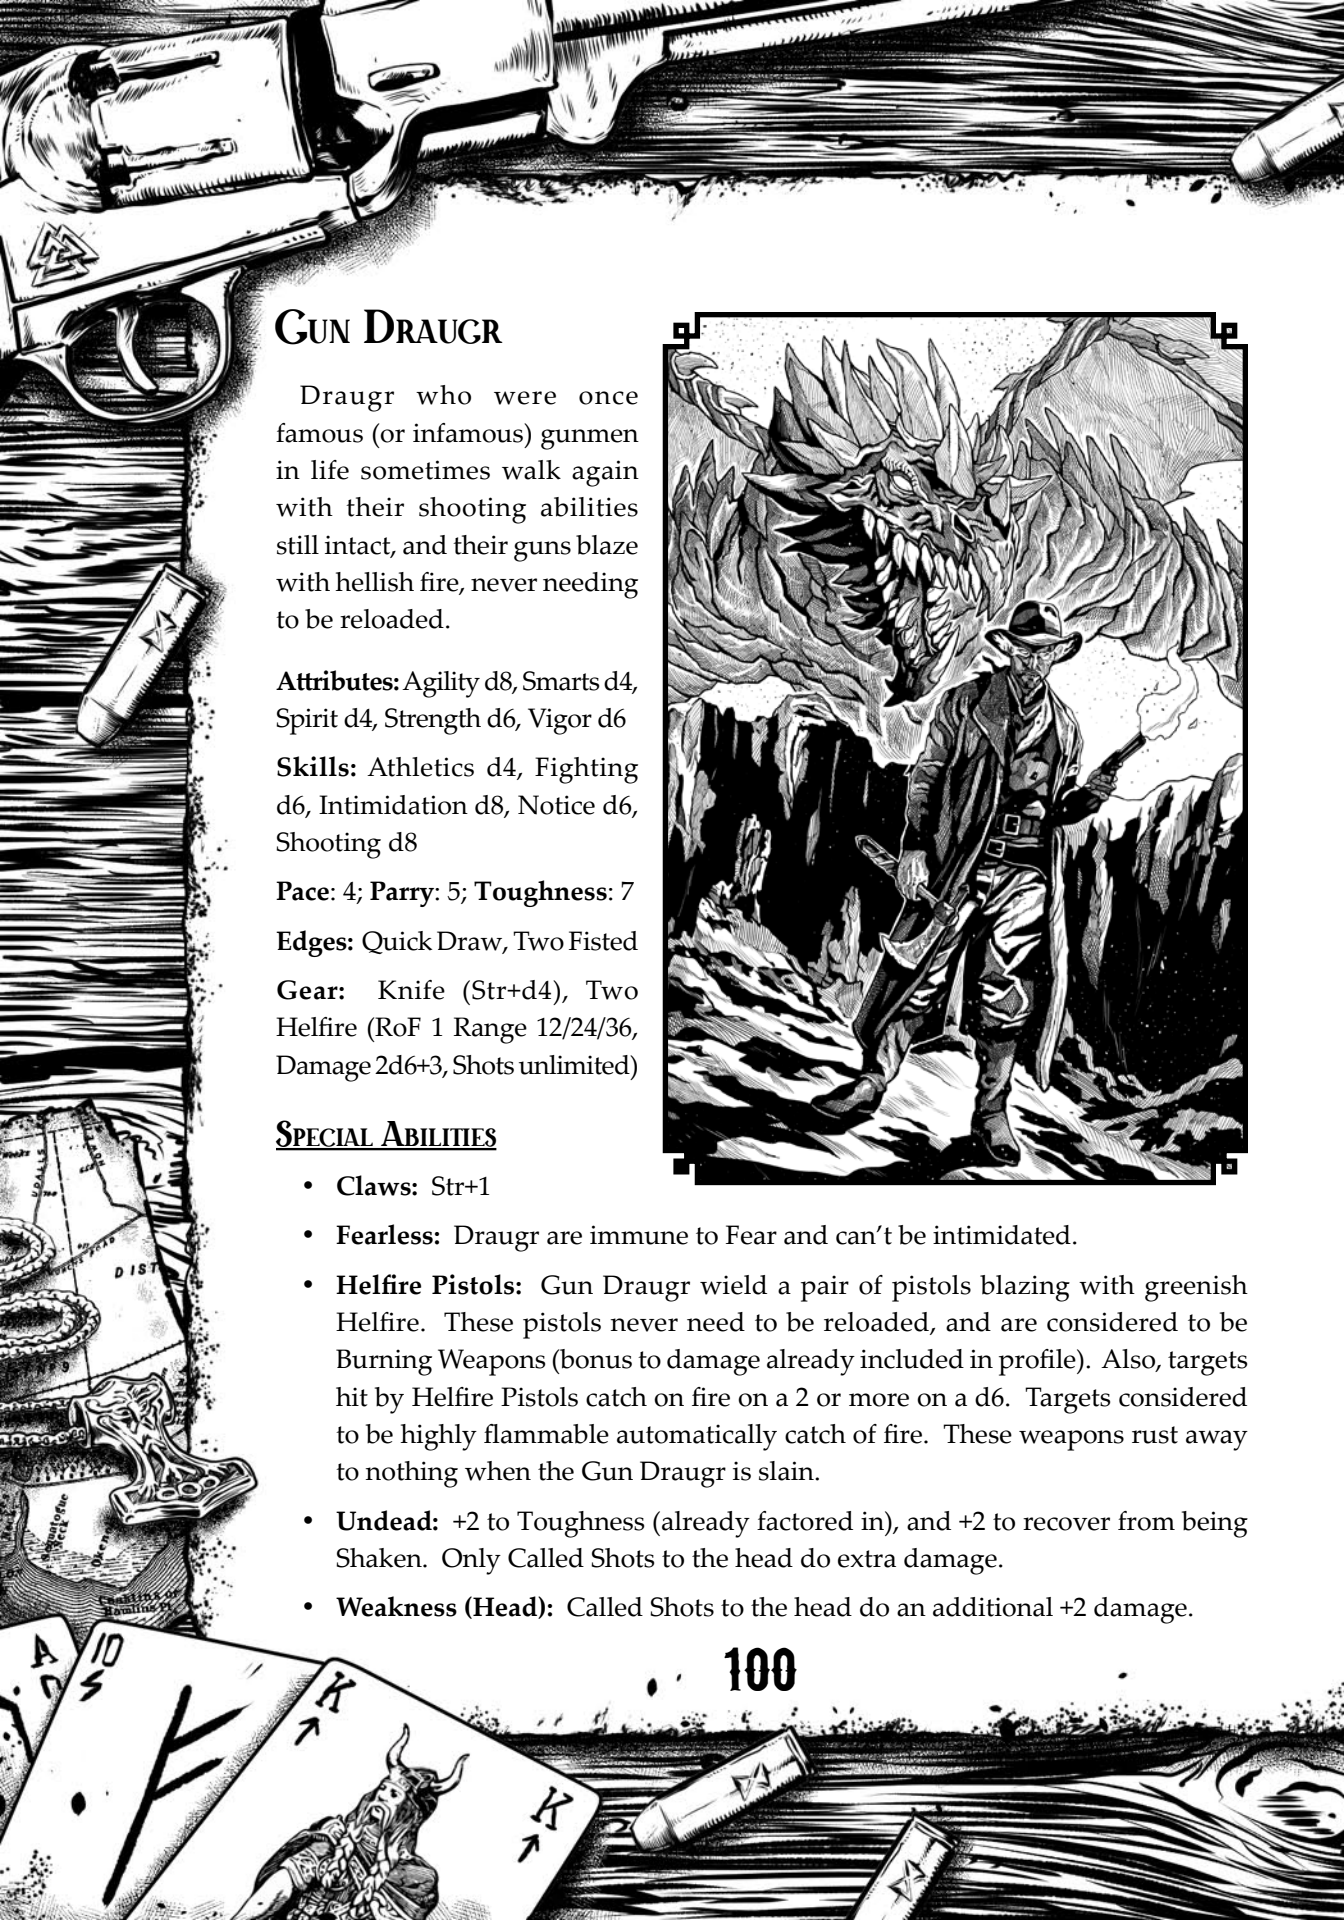 Gun Draugr
Draugr who were once
famous (or infamous) gunmen
in life sometimes walk again
with their shooting abilities
still intact, and their guns blaze
with hellish fire, never needing
to be reloaded.
Attributes: Agility d8, Smarts d4,
Spirit d4, Strength d6, Vigor d6
Skills: Athletics d4, Fighting
d6, Intimidation d8, Notice d6,
Shooting d8
Pace: 4; Parry: 5; Toughness: 7
Edges: Quick Draw, Two Fisted
Gear: Knife (Str+d4), Two
Helfire (RoF 1 Range 12/24/36,
Damage 2d6+3, Shots unlimited)
Special Abilities
• Claws: Str+1
• Fearless: Draugr are immune to Fear and can’t be intimidated.
• Helfire Pistols: Gun Draugr wield a pair of pistols blazing with greenish
Helfire. These pistols never need to be reloaded, and are considered to be
Burning Weapons (bonus to damage already included in profile). Also, targets
hit by Helfire Pistols catch on fire on a 2 or more on a d6. Targets considered
to be highly flammable automatically catch of fire. These weapons rust away
to nothing when the Gun Draugr is slain.
• Undead: +2 to Toughness (already factored in), and +2 to recover from being
Shaken. Only Called Shots to the head do extra damage.
• Weakness (Head): Called Shots to the head do an additional +2 damage.
100
DIST
Neck
A
10
K
K